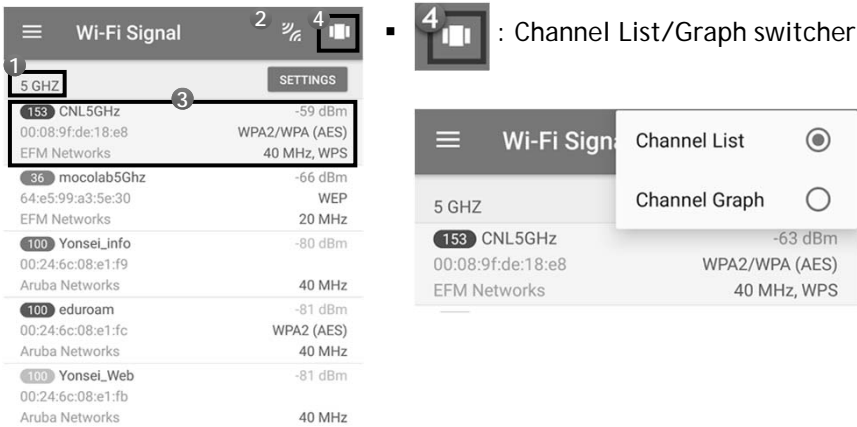 Wi-Fi Signal 2 4
1
5 GHZ SETTINGS
3
153 CNL5GHz -59 dBm
00:08:9f:de:18:e8 WPA2/WPA (AES)
EFM Networks 40 MHz, WPS
36 mocolab5Ghz -66 dBm
64:e5:99:a3:5e:30 WEP
EFM Networks 20 MHz
100 Yonsei_info -80 dBm
00:24:6c:08:e1:f9
Aruba Networks 40 MHz
100 eduroam -81 dBm
00:24:6c:08:e1:fc WPA2 (AES)
Aruba Networks 40 MHz
100 Yonsei_Web -81 dBm
00:24:6c:08:e1:fb
Aruba Networks 40 MHz
▪ 4 : Channel List/Graph switcher
Wi-Fi Sign
Channel List
Channel Graph
5 GHZ
153 CNL5GHz -63 dBm
00:08:9f:de:18:e8 WPA2/WPA (AES)
EFM Networks 40 MHz, WPS